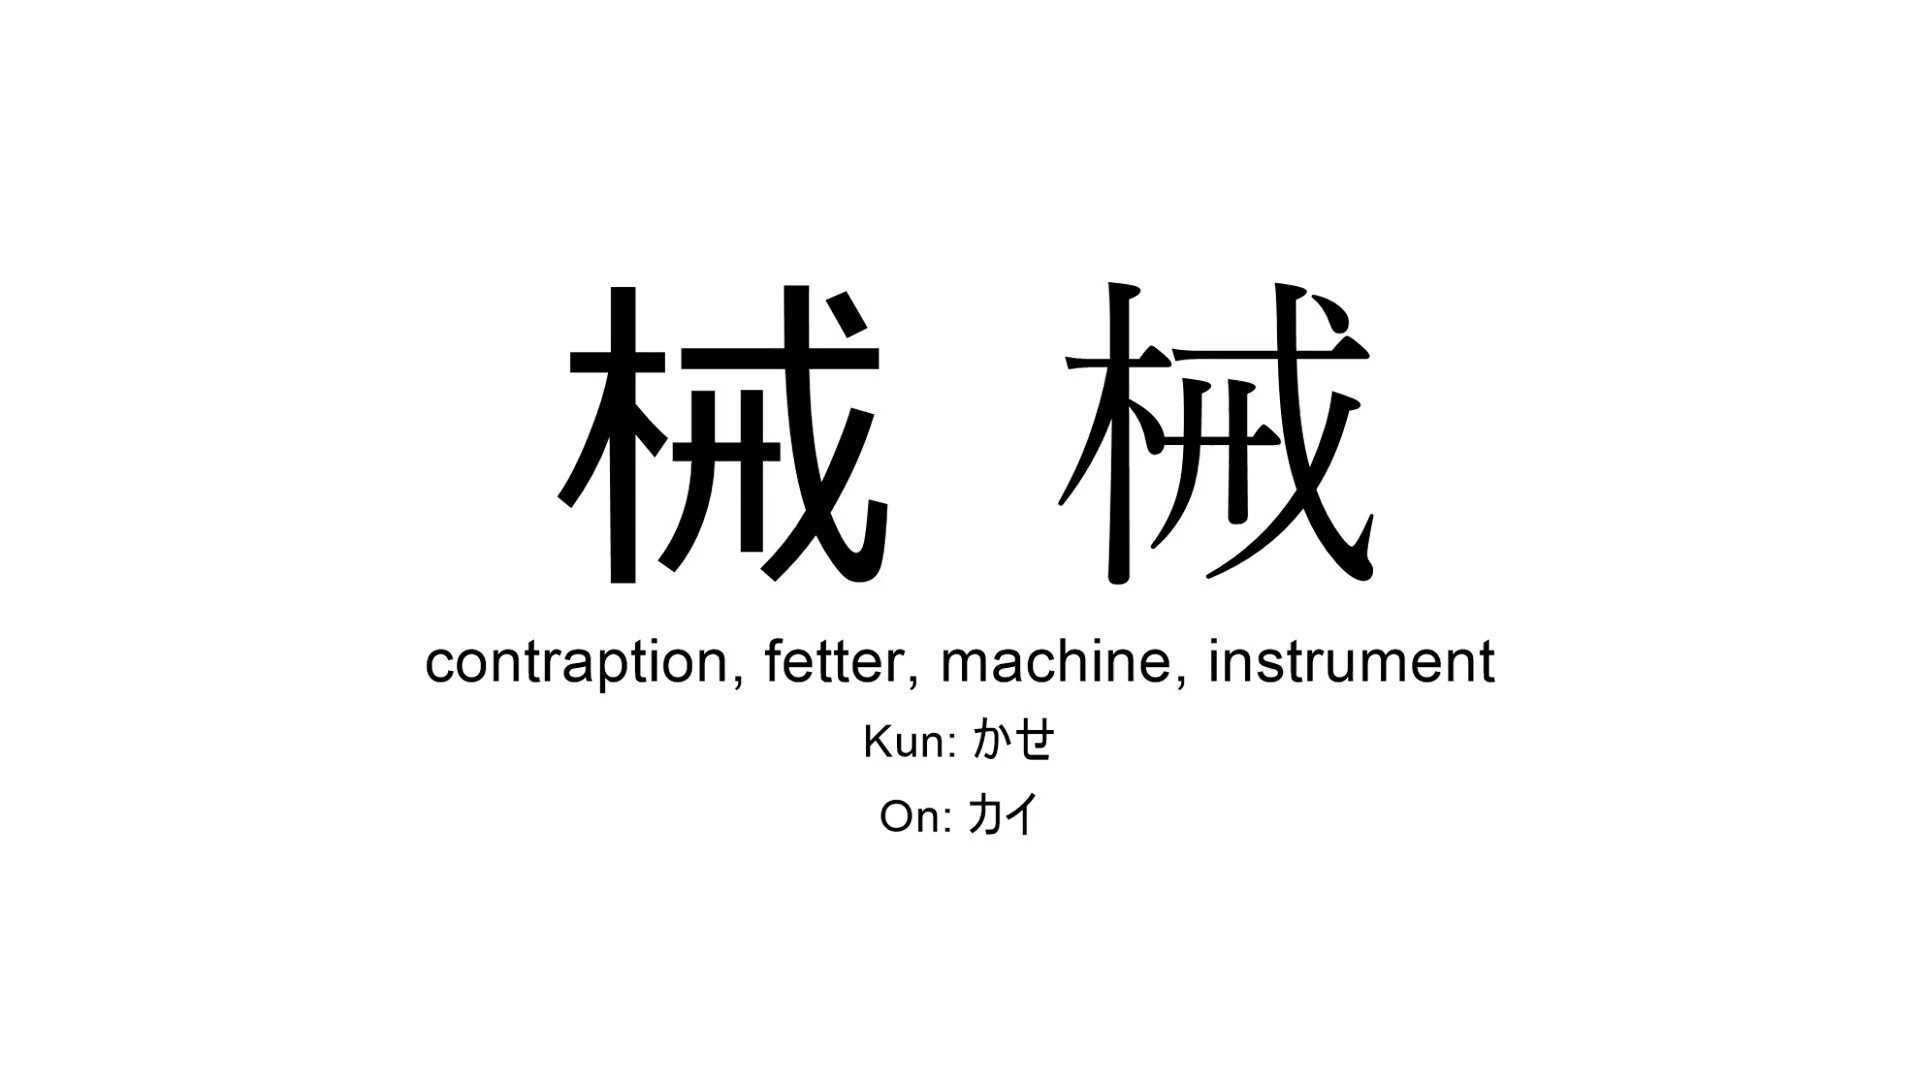 械 械
contraption, fetter, machine, instrument
Kun: かせ
On: カイ